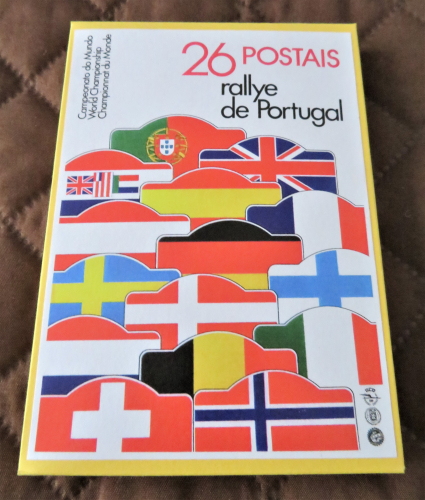 Campeonato do Mundo
World Championship
Championnat du Monde
26 POSTAIS
rallye
de Portugal